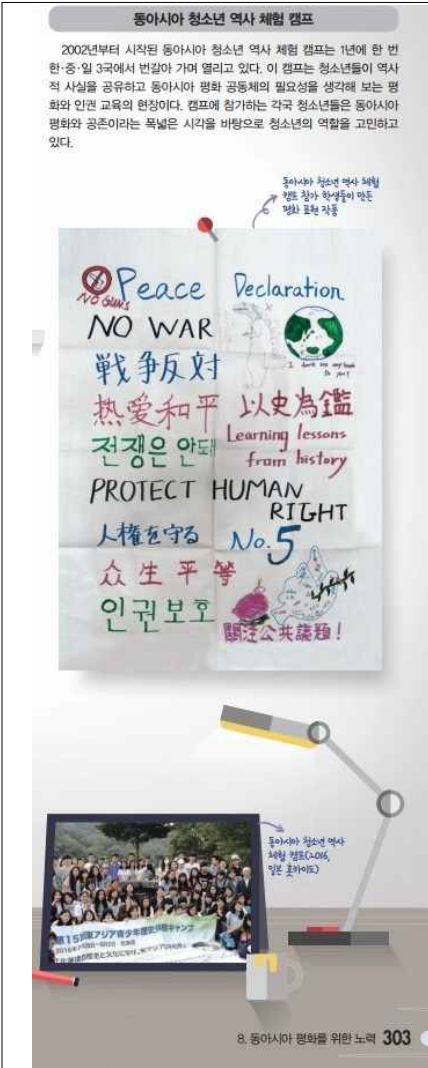 동아시아 청소년 역사 체험 캠프
2002년부터 시작된 동아시아 청소년 역사 체험 캠프는 1년에 한 번
한·중·일 3국에서 번갈아 가며 열리고 있다. 이 캠프는 청소년들이 역사
적 사실을 공유하고 동아시아 평화 공동체의 필요성을 생각해 보는 평
화와 인권 교육의 현장이다. 캠프에 참가하는 각국 청소년들은 동아시아
평화와 공존이라는 폭넓은 시각을 바탕으로 청소년의 역할을 고민하고
있다.
동아시아 청소년 역사 체험
캠프 참가 학생들이 만든
평화 표현 작품
NO GUNS
Peace Declaration
NO WAR
戦争反対
热爱和平
以史為鑑
전쟁은 안돼
Learning lessons
from history
PROTECT HUMAN
RIGHT
人権を守る
No.5
众生平等
인권보호
關注公共議題!
동아시아 청소년 역사
체험 캠프(2016,
일본 홋카이도)
第15回東アジア青少年歴史体験キャンプ
8. 동아시아 평화를 위한 노력 303